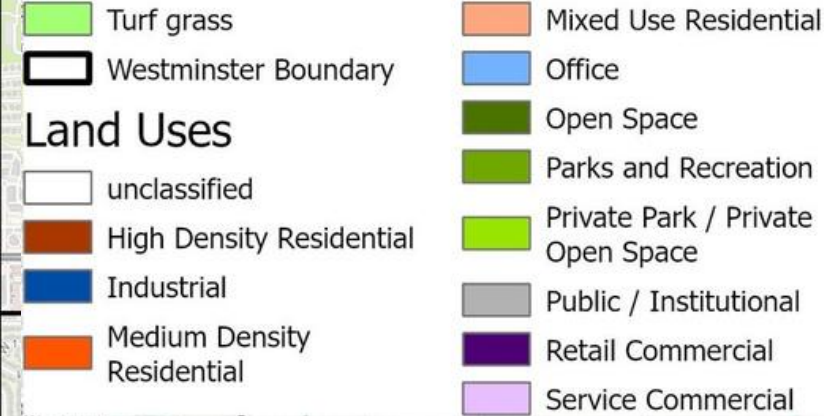 Turf grass
Westminster Boundary
Land Uses
unclassified
High Density Residential
Industrial
Medium Density
Residential
Mixed Use Residential
Office
Open Space
Parks and Recreation
Private Park / Private
Open Space
Public / Institutional
Retail Commercial
Service Commercial